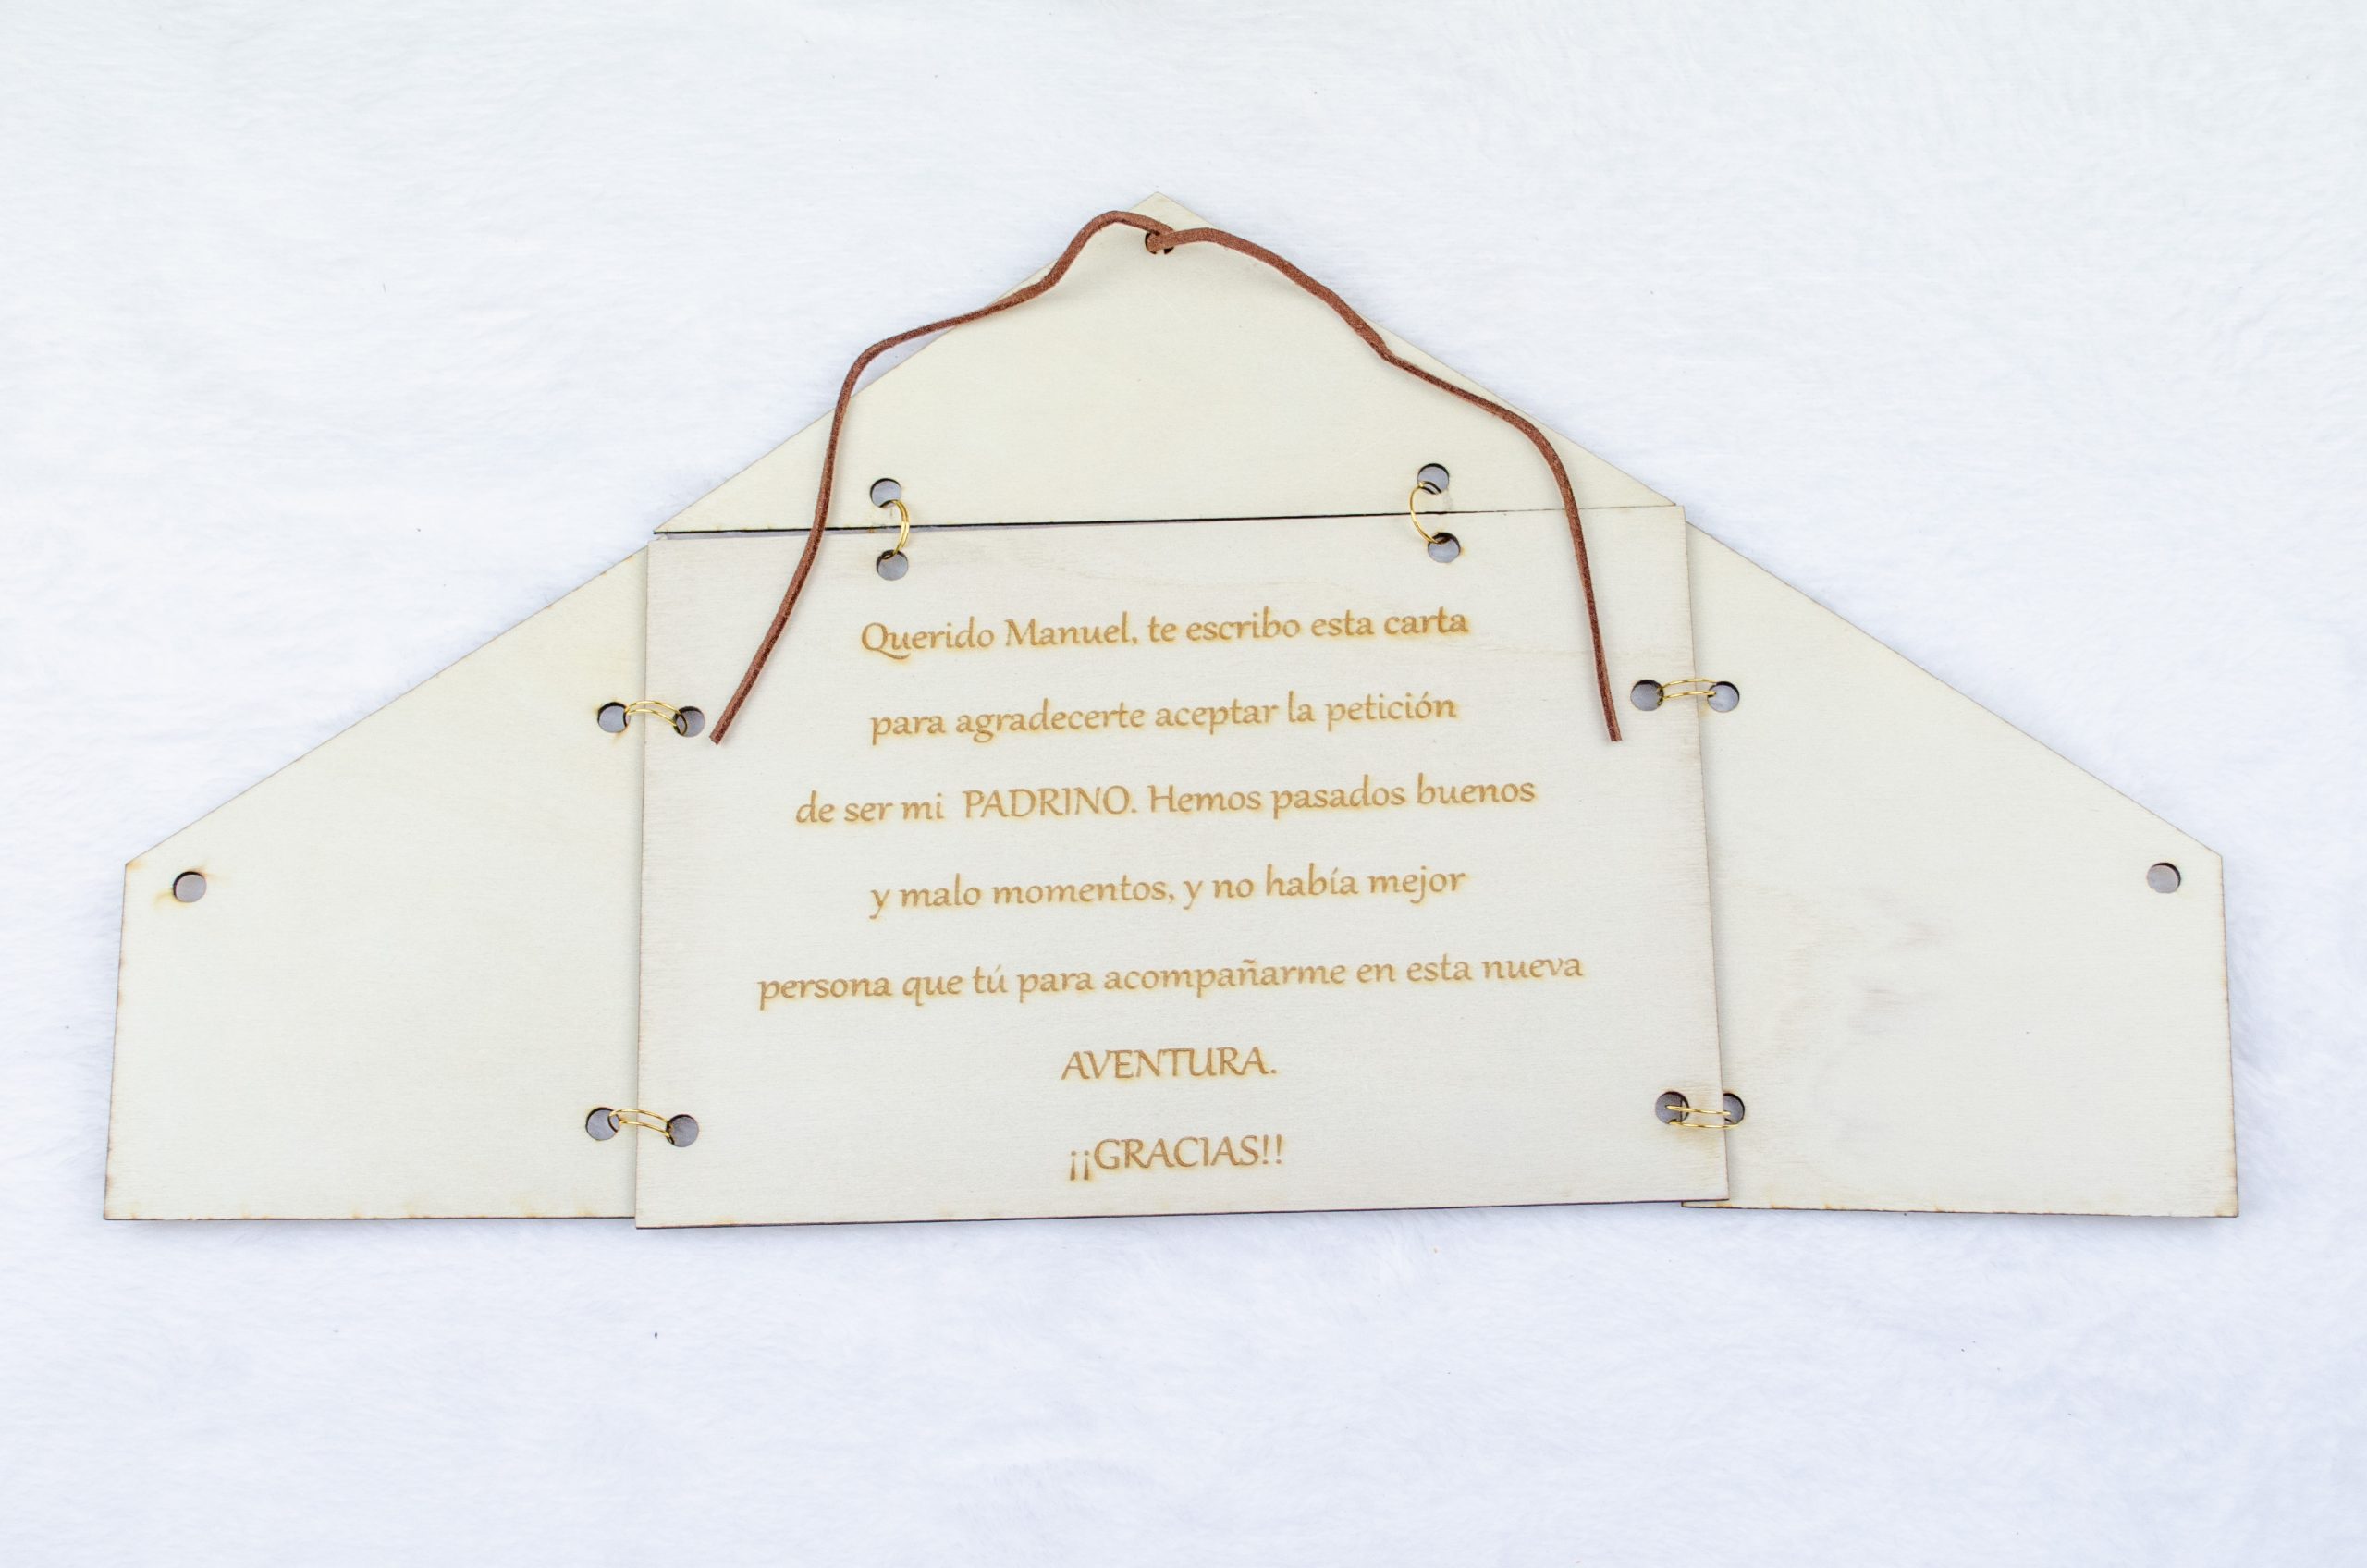 Querido Manuel, te escribo esta carta
para agradecerte aceptar la petición
de ser mi PADRINO. Hemos pasados buenos
y malo momentos, y no había mejor
persona que tú para acompañarme en esta nueva
AVENTURA.
¡¡GRACIAS!!